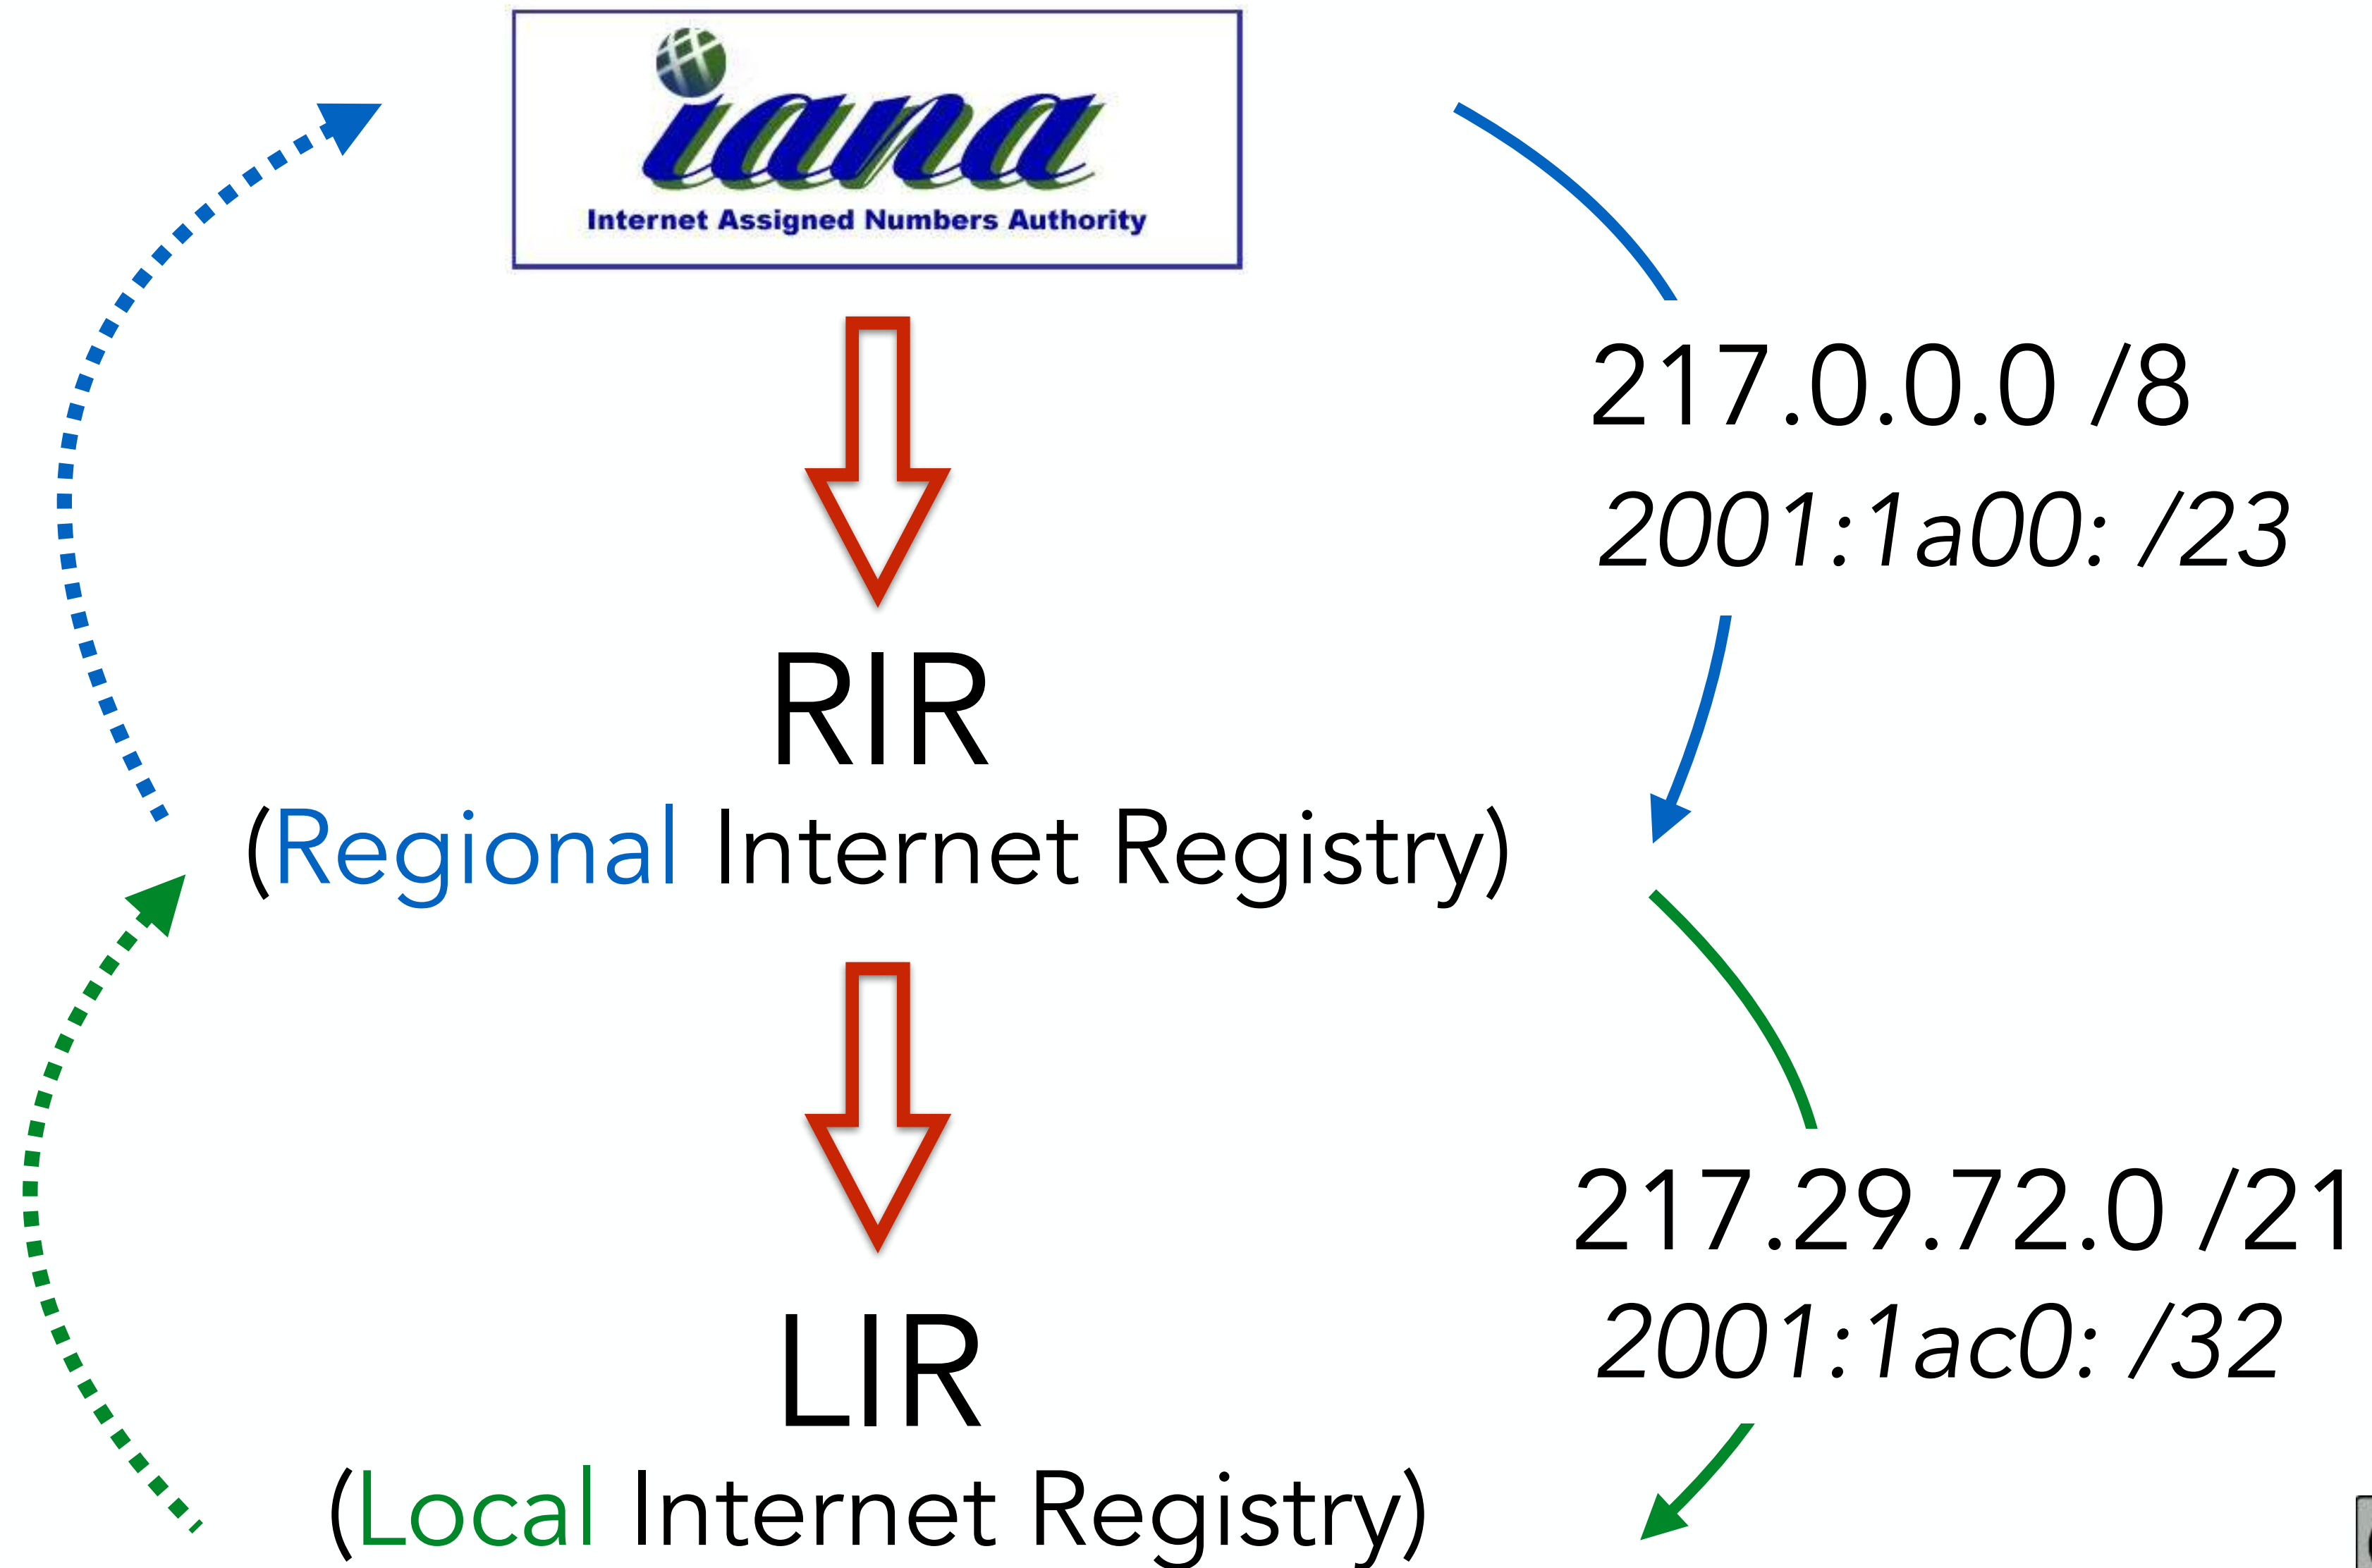 iana
Internet Assigned Numbers Authority
217.0.0.0 /8
2001:1a00: /23
RIR
(Regional Internet Registry)
217.29.72.0 /21
2001:1ac0: /32
LIR
(Local Internet Registry)